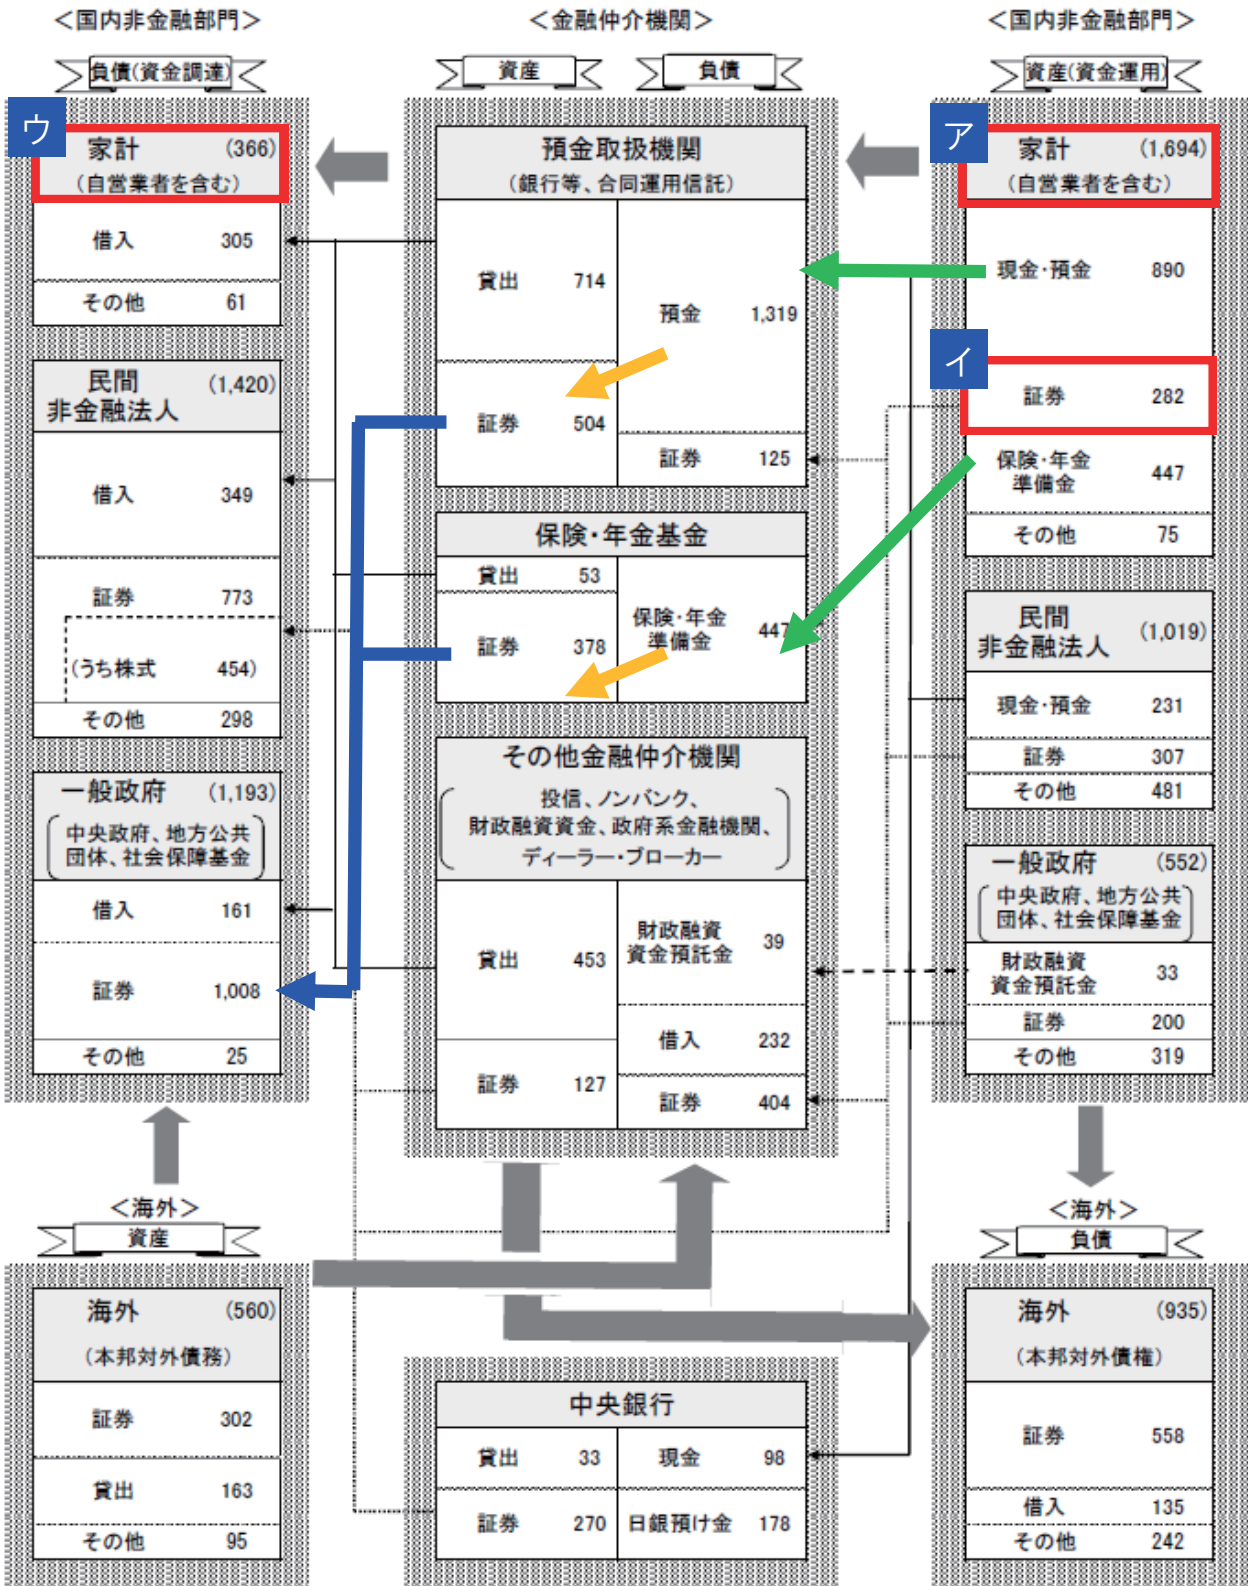 ＜国内非金融部門＞
負債(資金調達)
ウ
家計 (366)
(自営業者を含む)
借入 305
その他 61
民間
非金融法人 (1,420)
借入 349
証券 773
(うち株式 454)
その他 298
一般政府 (1,193)
中央政府、地方公共
団体、社会保障基金
借入 161
証券 1,008
その他 25
＜海外＞
資産
海外 (560)
(本邦対外債務)
証券 302
貸出 163
その他 95
＜金融仲介機関＞
資産 負債
預金取扱機関
(銀行等、合同運用信託)
貸出 714
証券 504
預金 1,319
証券 125
保険・年金基金
貸出 53
証券 378
保険・年金
準備金 447
その他金融仲介機関
投信、ノンバンク、
財政融資資金、政府系金融機関、
ディーラー・ブローカー
貸出 453
証券 127
財政融資
資金預託金 39
借入 232
証券 404
中央銀行
貸出 33 現金 98
証券 270 日銀預け金 178
＜国内非金融部門＞
資産(資金運用)
ア
家計 (1,694)
(自営業者を含む)
現金・預金 890
イ
証券 282
保険・年金
準備金 447
その他 75
民間
非金融法人 (1,019)
現金・預金 231
証券 307
その他 481
一般政府 (552)
中央政府、地方公共
団体、社会保障基金
財政融資
資金預託金 33
証券 200
その他 319
＜海外＞
負債
海外 (935)
(本邦対外債権)
証券 558
借入 135
その他 242